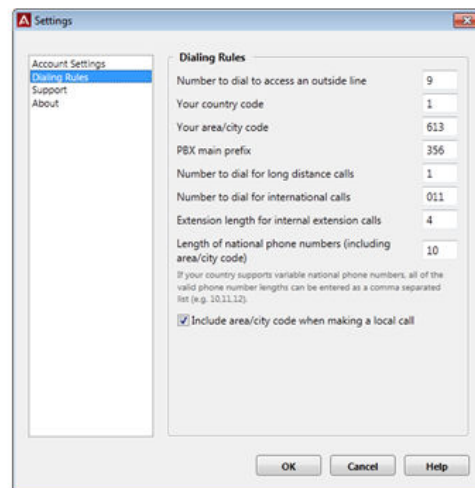 Settings
Account Settings
Dialing Rules
Support
About
Dialing Rules
Number to dial to access an outside line 9
Your country code 1
Your area/city code 613
PBX main prefix 356
Number to dial for long distance calls 1
Number to dial for international calls 011
Extension length for internal extension calls 4
Length of national phone numbers (including
area/city code) 10
If your country supports variable national phone numbers, all of the
valid phone number lengths can be entered as a comma separated
list (e.g. 10,11,12).
Include area/city code when making a local call
OK Cancel Help